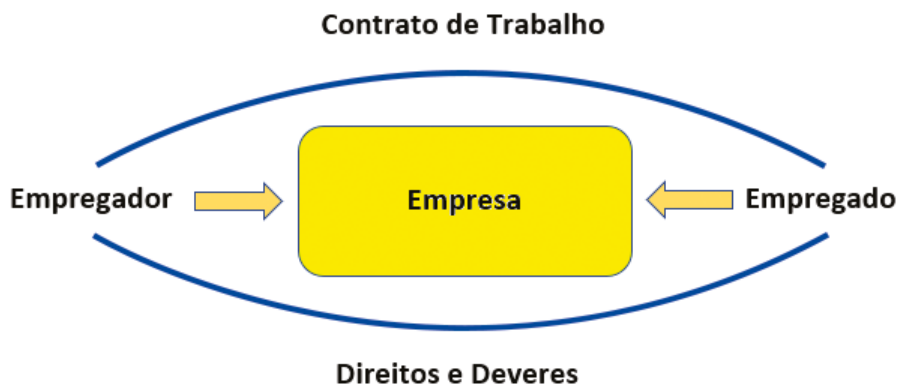 Contrato de Trabalho
Empregador
Empresa
Empregado
Direitos e Deveres